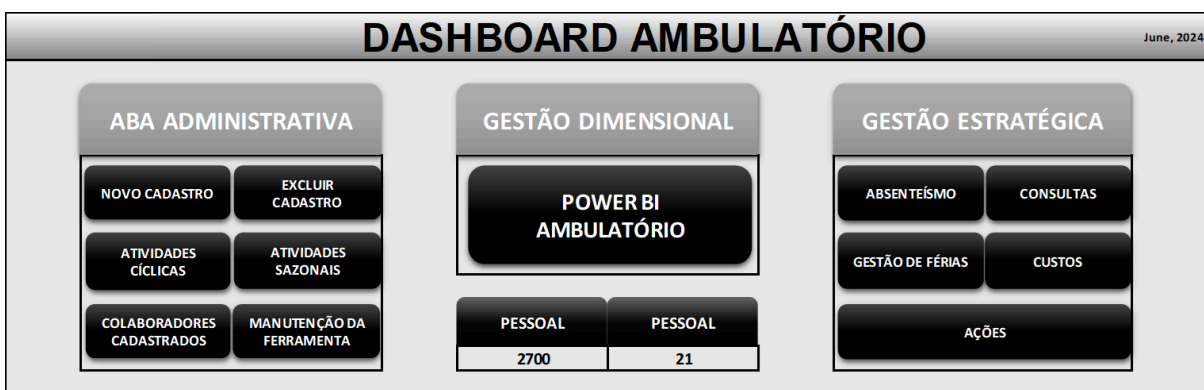 DASHBOARD AMBULATÓRIO
June, 2024
ABA ADMINISTRATIVA
NOVO CADASTRO
EXCLUIR
CADASTRO
ATIVIDADES
CÍCLICAS
ATIVIDADES
SAZONAIS
COLABORADORES
CADASTRADOS
MANUTENÇÃO DA
FERRAMENTA
GESTÃO DIMENSIONAL
POWER BI
AMBULATÓRIO
PESSOAL
PESSOAL
2700
21
GESTÃO ESTRATÉGICA
ABSENTEÍSMO
CONSULTAS
GESTÃO DE FÉRIAS
CUSTOS
AÇÕES